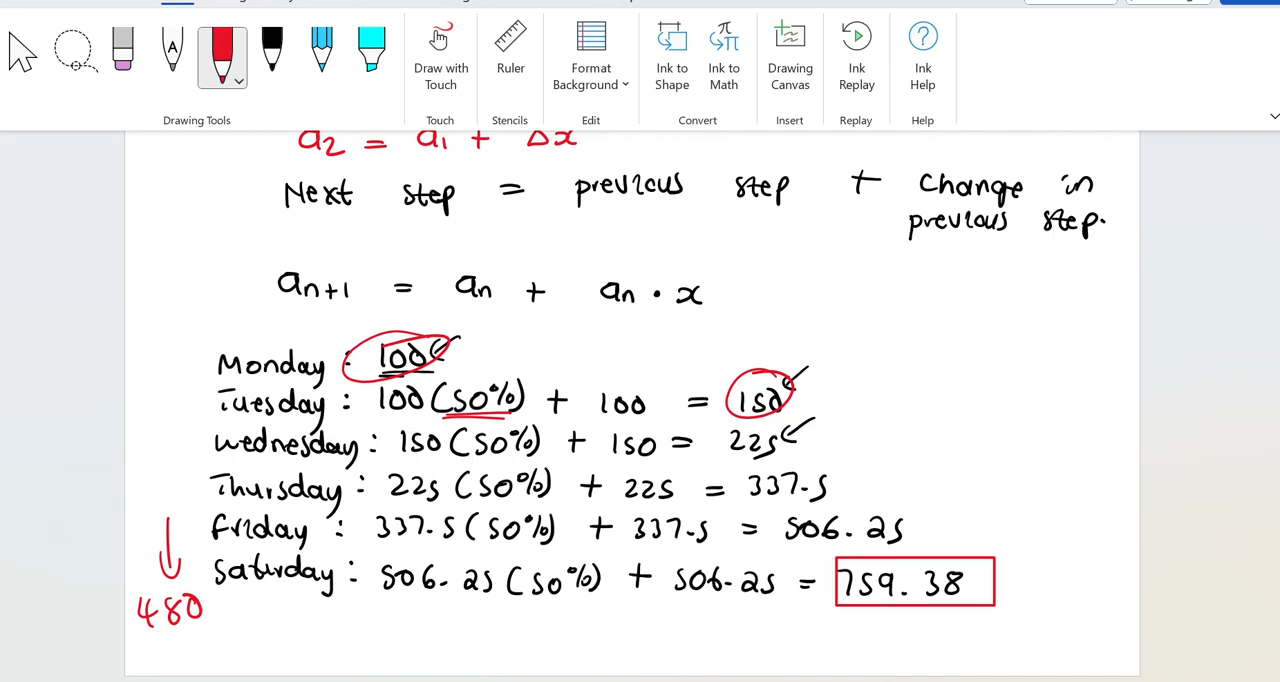 A
Draw with Touch
Ruler
Format Background
Ink to Shape
Ink to Math
Drawing Canvas
Ink Replay
Ink Help
Drawing Tools
Touch
Stencils
Edit
Convert
Insert
Replay
Help
a2 = a1 + Δx
Next step = previous step + change in
previous step.
an+1 = an + an · x
Monday : 100
Tuesday : 100 (50%) + 100 = 150
Wednesday : 150 (50%) + 150 = 225
Thursday : 225 (50%) + 225 = 337.5
Friday : 337.5 (50%) + 337.5 = 506.25
Saturday : 506.25 (50%) + 506.25 = 759.38
480